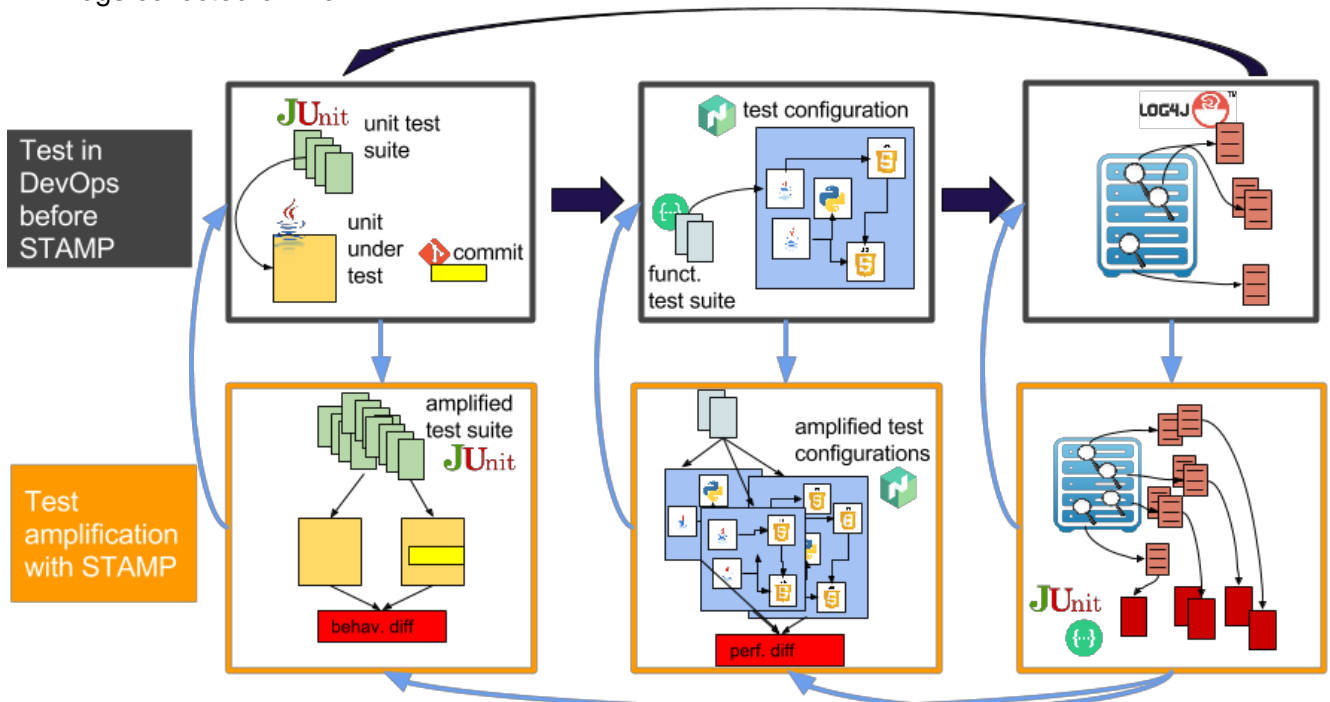 JUnit
unit test
suite
unit
under
test
commit
test configuration
funct.
test suite
LOG4J
TM
Test in
DevOps
before
STAMP
amplified
test suite
JUnit
behav. diff
amplified test
configurations
perf. diff
JUnit
Test
amplification
with STAMP